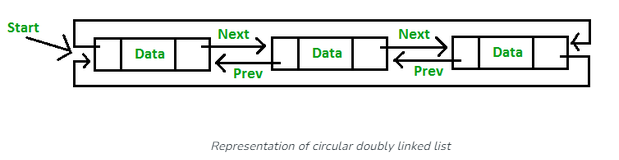 Start
Next
Next
Data
Data
Data
Prev
Prev
Representation of circular doubly linked list